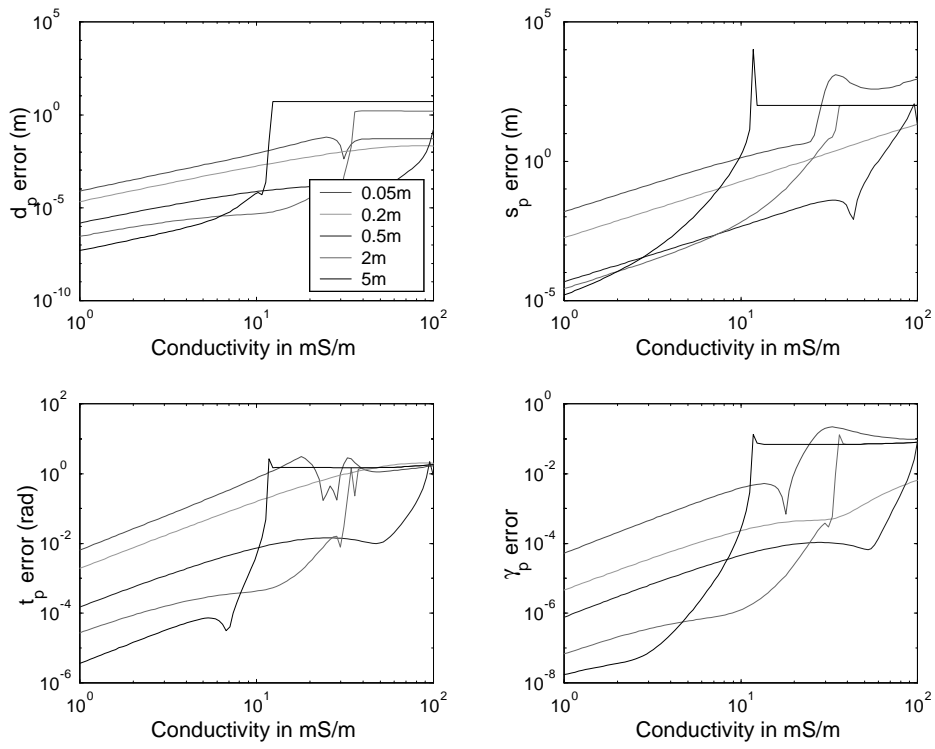 10^5
10^0
10^-5
10^-10
d_p error (m)
0.05m
0.2m
0.5m
2m
5m
10^0
10^1
10^2
Conductivity in mS/m
10^5
10^0
10^-5
s_p error (m)
10^0
10^1
10^2
Conductivity in mS/m
10^2
10^0
10^-2
10^-4
10^-6
t_p error (rad)
10^0
10^1
10^2
Conductivity in mS/m
10^0
10^-2
10^-4
10^-6
10^-8
γ_p error
10^0
10^1
10^2
Conductivity in mS/m